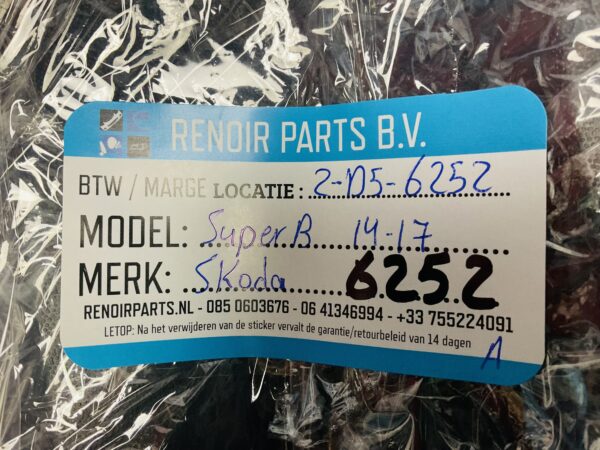 RENOIR PARTS B.V.
BTW / MARGE LOCATIE : 2-D5-6252
MODEL: SuperB 14-17
MERK: Skoda 6252
RENOIRPARTS.NL - 085 0603676 - 06 41346994 - +33 755224091
LETOP: Na het verwijderen van de sticker vervalt de garantie/retourbeleid van 14 dagen
A